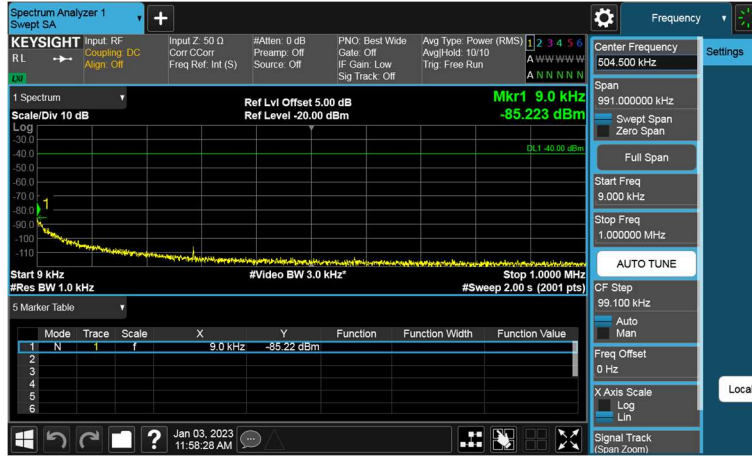 Spectrum Analyzer 1
Swept SA
Frequency
KEYSIGHT
RL
LXI
Input: RF
Coupling: DC
Align: Off
Input Z: 50 Ω
Corr CCorr
Freq Ref: Int (S)
#Atten: 0 dB
Preamp: Off
Source: Off
PNO: Best Wide
Gate: Off
IF Gain: Low
Sig Track: Off
Avg Type: Power (RMS)
Avg|Hold: 10/10
Trig: Free Run
1 2 3 4 5 6
A W W W W W
A N N N N N
1 Spectrum
Scale/Div 10 dB
Log
Ref Lvl Offset 5.00 dB
Ref Level -20.00 dBm
Mkr1 9.0 kHz
-85.223 dBm
DL1 -40.00 dBm
-30.0
-40.0
-50.0
-60.0
-70.0
-80.0
-90.0
-100
-110
1
Start 9 kHz
#Res BW 1.0 kHz
#Video BW 3.0 kHz*
Stop 1.0000 MHz
#Sweep 2.00 s (2001 pts)
5 Marker Table
Mode Trace Scale X Y Function Function Width Function Value
1 N 1 f 9.0 kHz -85.22 dBm
2
3
4
5
6
Jan 03, 2023
11:58:28 AM
Center Frequency
504.500 kHz
Settings
Span
991.000000 kHz
Swept Span
Zero Span
Full Span
Start Freq
9.000 kHz
Stop Freq
1.000000 MHz
AUTO TUNE
CF Step
99.100 kHz
Auto
Man
Freq Offset
0 Hz
X Axis Scale
Log
Lin
Local
Signal Track
(Span Zoom)